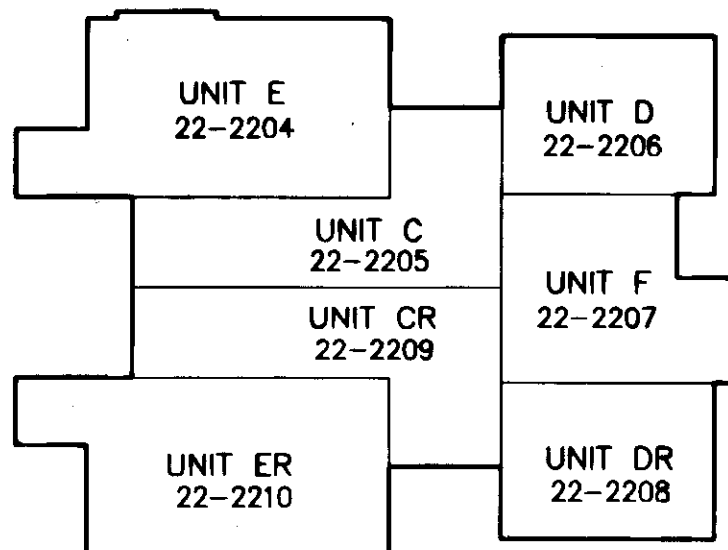 UNIT E
22-2204
UNIT D
22-2206
UNIT C
22-2205
UNIT F
22-2207
UNIT CR
22-2209
UNIT ER
22-2210
UNIT DR
22-2208